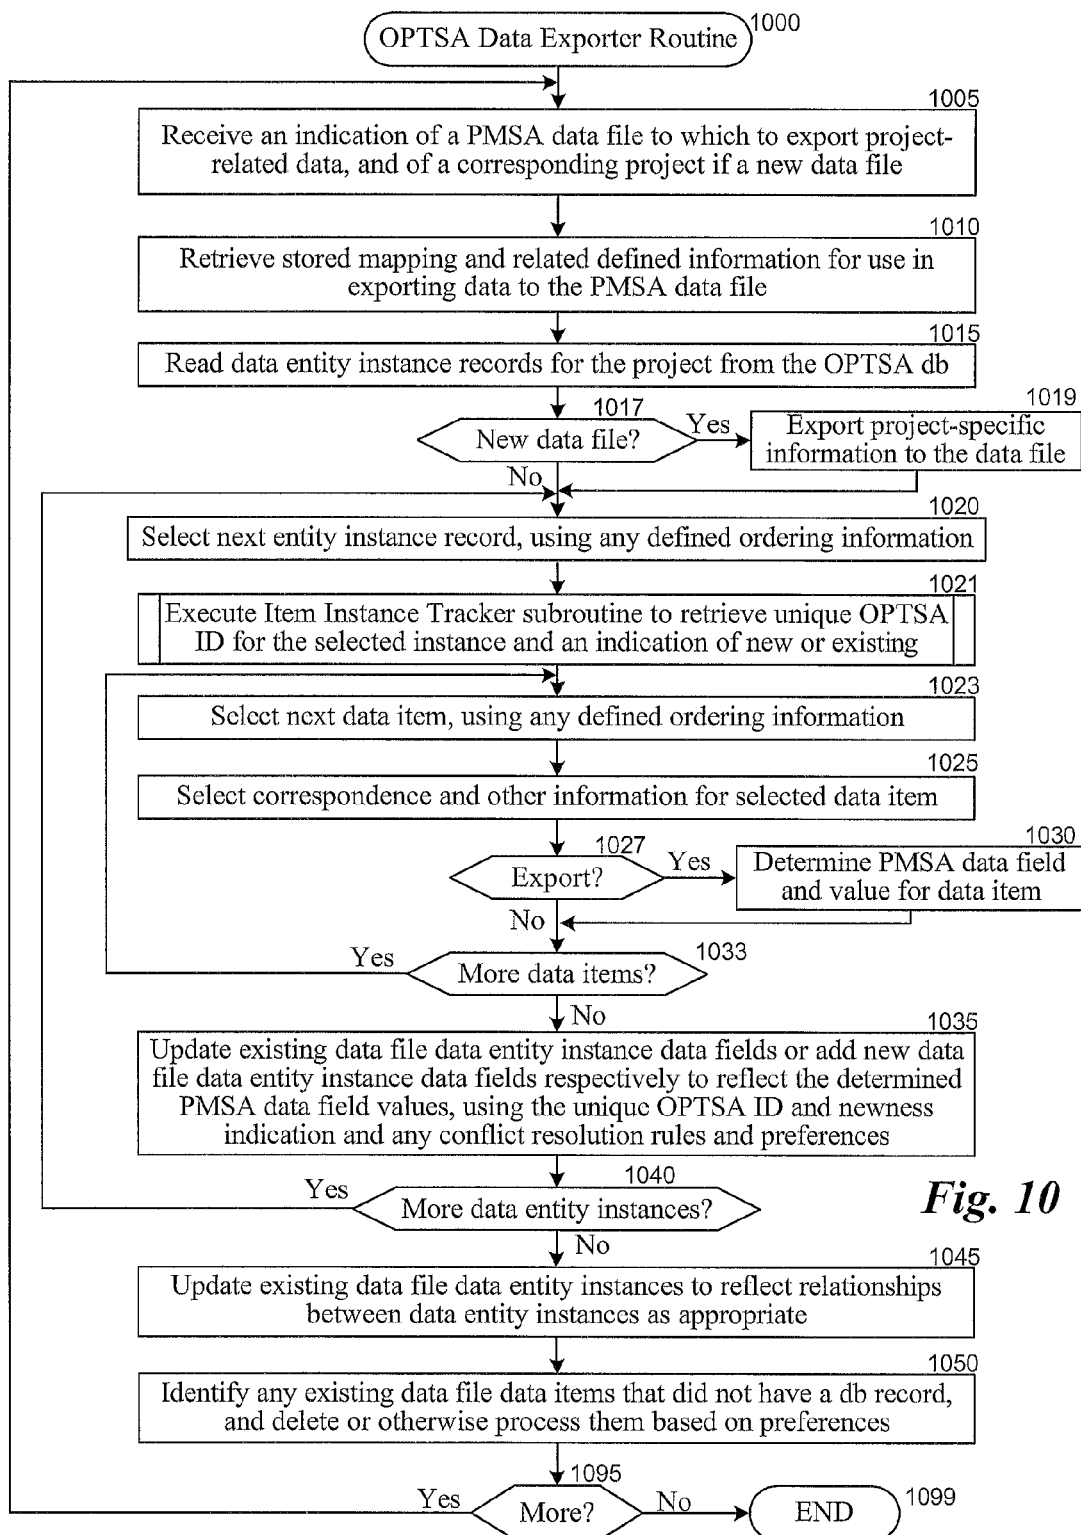 1000
OPTSA Data Exporter Routine
1005
Receive an indication of a PMSA data file to which to export project-
related data, and of a corresponding project if a new data file
1010
Retrieve stored mapping and related defined information for use in
exporting data to the PMSA data file
1015
Read data entity instance records for the project from the OPTSA db
1017
New data file?
Yes
1019
Export project-specific
information to the data file
No
1020
Select next entity instance record, using any defined ordering information
1021
Execute Item Instance Tracker subroutine to retrieve unique OPTSA
ID for the selected instance and an indication of new or existing
1023
Select next data item, using any defined ordering information
1025
Select correspondence and other information for selected data item
1027
Export?
Yes
1030
Determine PMSA data field
and value for data item
No
1033
Yes
More data items?
No
1035
Update existing data file data entity instance data fields or add new data
file data entity instance data fields respectively to reflect the determined
PMSA data field values, using the unique OPTSA ID and newness
indication and any conflict resolution rules and preferences
1040
Yes
More data entity instances?
Fig. 10
No
1045
Update existing data file data entity instances to reflect relationships
between data entity instances as appropriate
1050
Identify any existing data file data items that did not have a db record,
and delete or otherwise process them based on preferences
1095
Yes
More?
No
1099
END